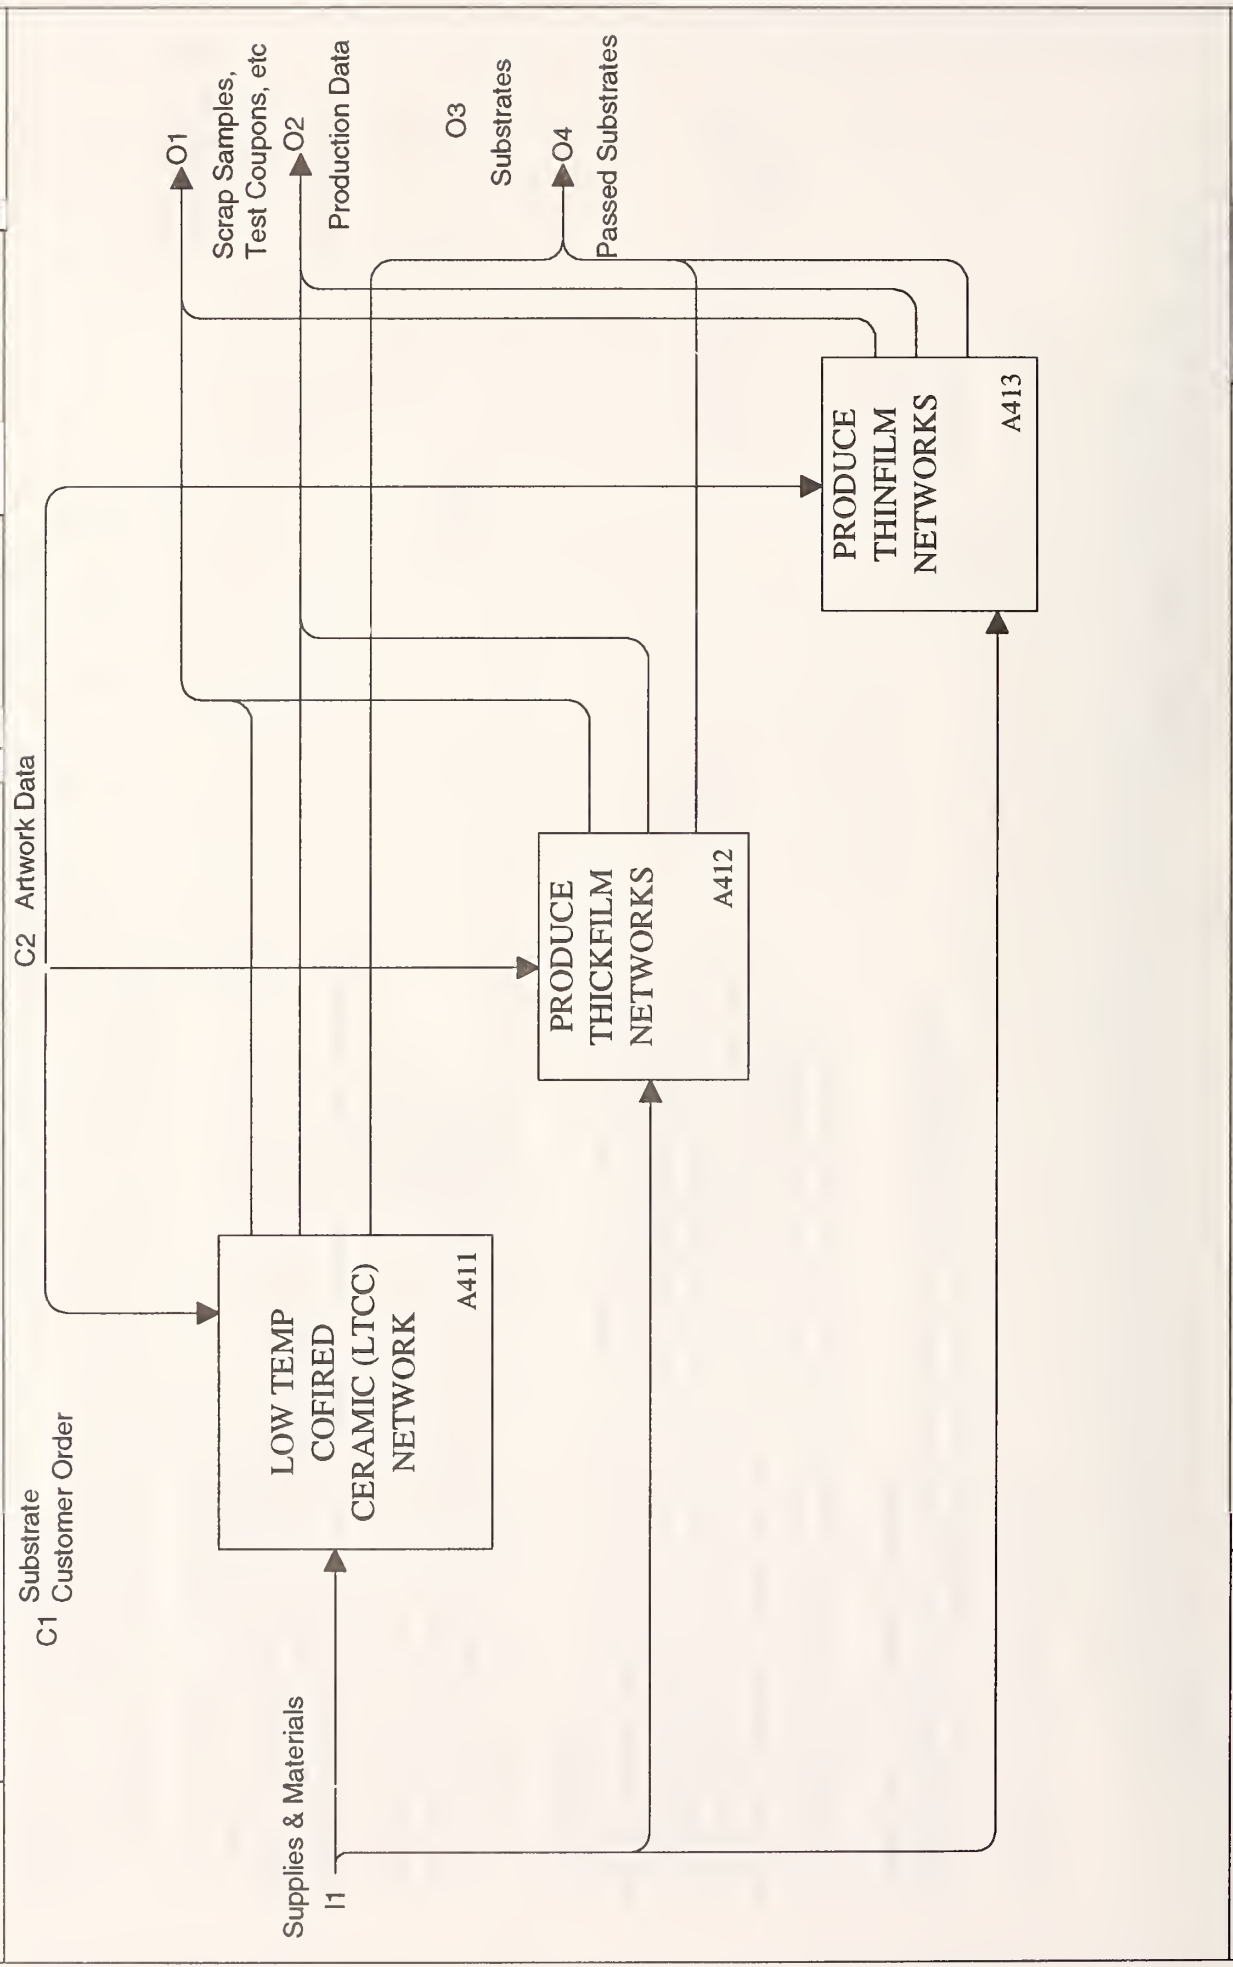 C1
Substrate
Customer Order
C2 Artwork Data
Supplies & Materials
I1
LOW TEMP
COFIRED
CERAMIC (LTCC)
NETWORK
A411
PRODUCE
THICKFILM
NETWORKS
A412
PRODUCE
THINFILM
NETWORKS
A413
O1
Scrap Samples,
Test Coupons, etc
O2
Production Data
O3
Substrates
O4
Passed Substrates